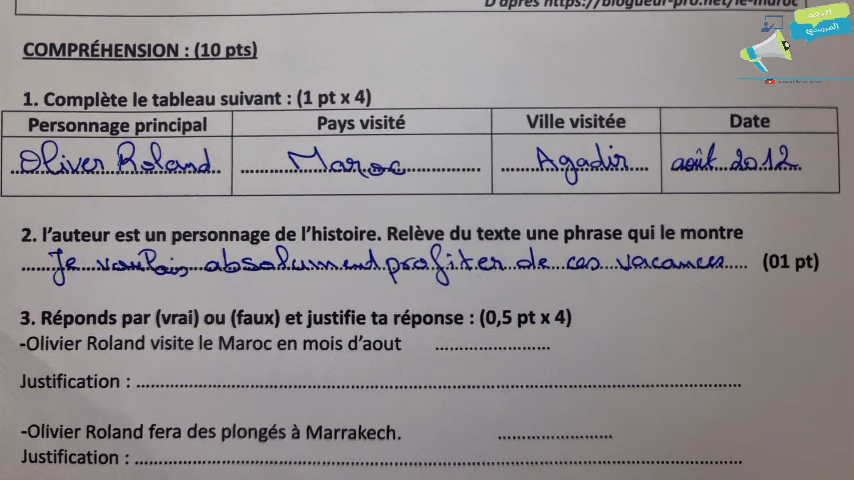 D'après https://blogueur-pro.net/le-maroc
COMPRÉHENSION : (10 pts)
1. Complète le tableau suivant : (1 pt x 4)
Personnage principal Pays visité Ville visitée Date
Oliver Roland Maroc Agadir août 2012
2. l'auteur est un personnage de l'histoire. Relève du texte une phrase qui le montre
Je voulais absolumend profiter de ces vacances (01 pt)
3. Réponds par (vrai) ou (faux) et justifie ta réponse : (0,5 pt x 4)
-Olivier Roland visite le Maroc en mois d'aout ........................
Justification : ........................
-Olivier Roland fera des plongés à Marrakech. ........................
Justification : ........................